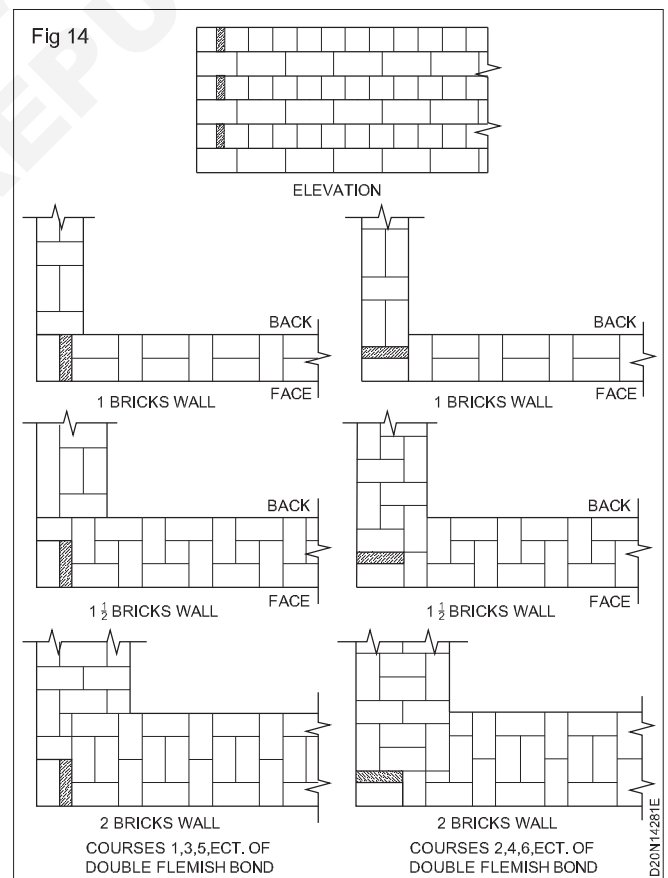 Fig 14
ELEVATION
BACK
FACE
1 BRICKS WALL
BACK
FACE
1 BRICKS WALL
BACK
FACE
1 1/2 BRICKS WALL
BACK
FACE
1 1/2 BRICKS WALL
2 BRICKS WALL
COURSES 1,3,5,ECT. OF
DOUBLE FLEMISH BOND
2 BRICKS WALL
COURSES 2,4,6,ECT. OF
DOUBLE FLEMISH BOND
D20N14281E